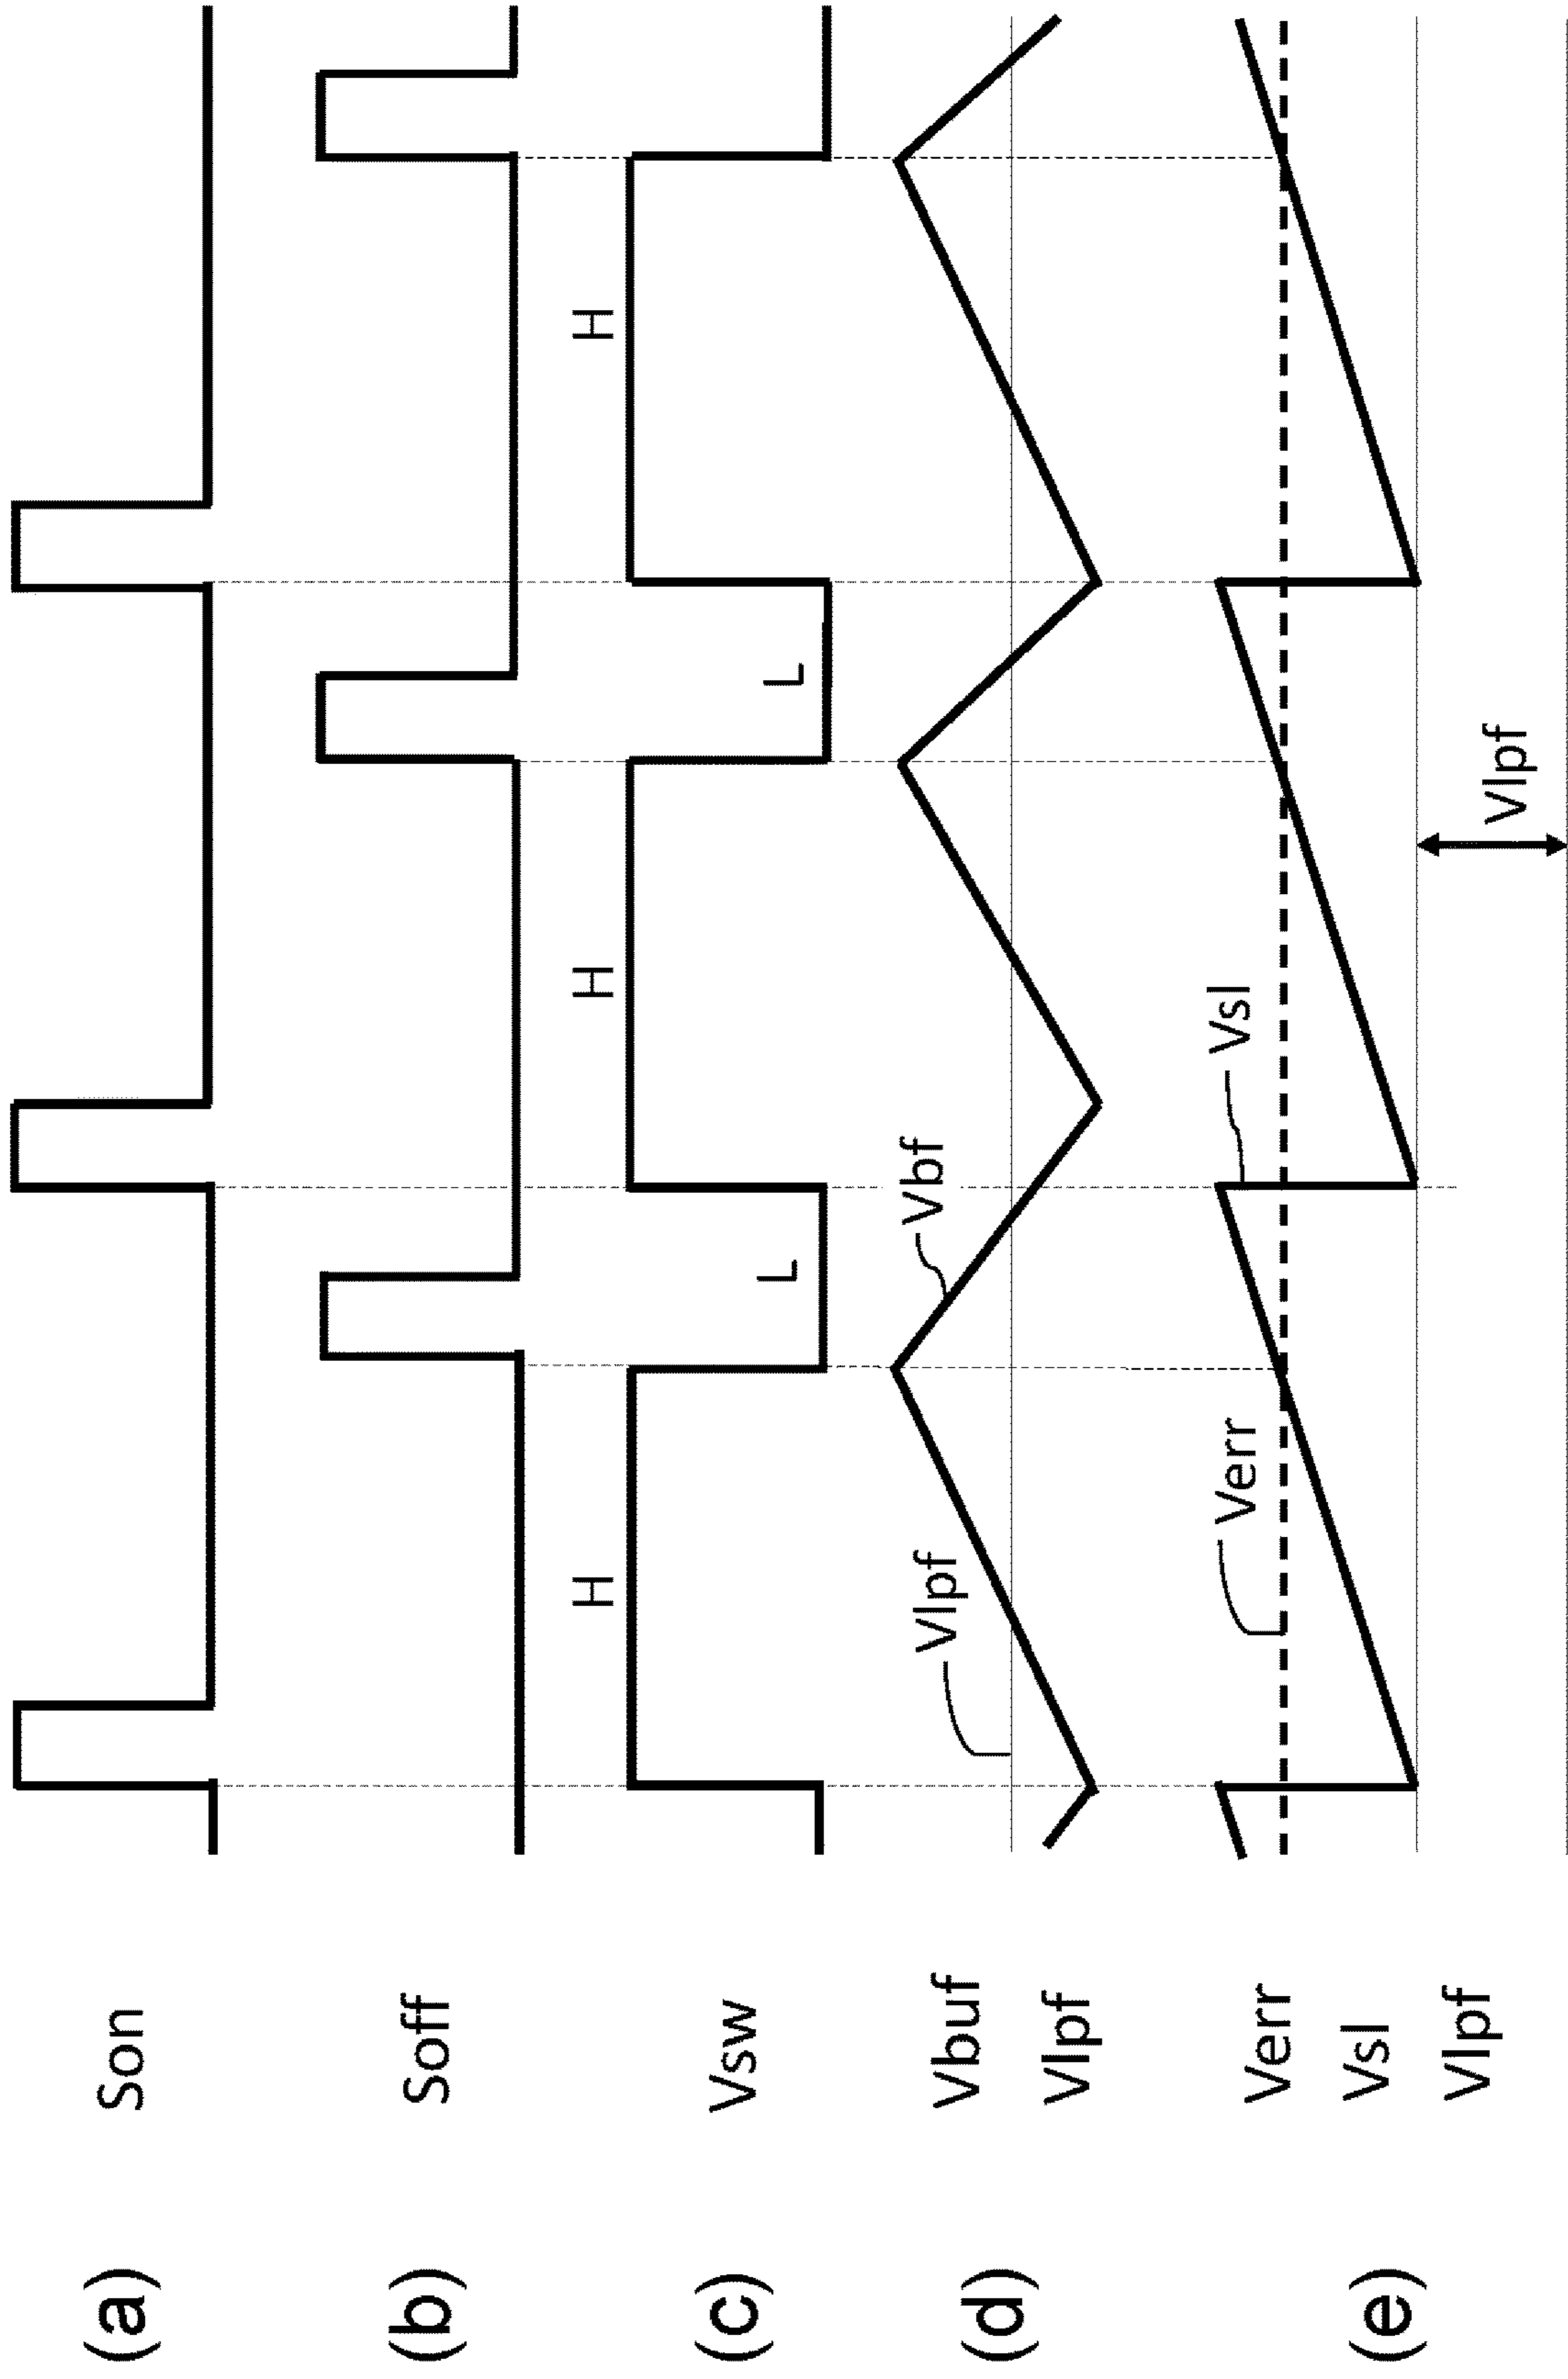 (a) Son
(b) Soff
(c) Vsw
H
H
H
L
L
(d) Vbuf
Vlpf
Vlpf
Vbf
(e) Verr
Vsl
Vlpf
Verr
Vsl
Vlpf